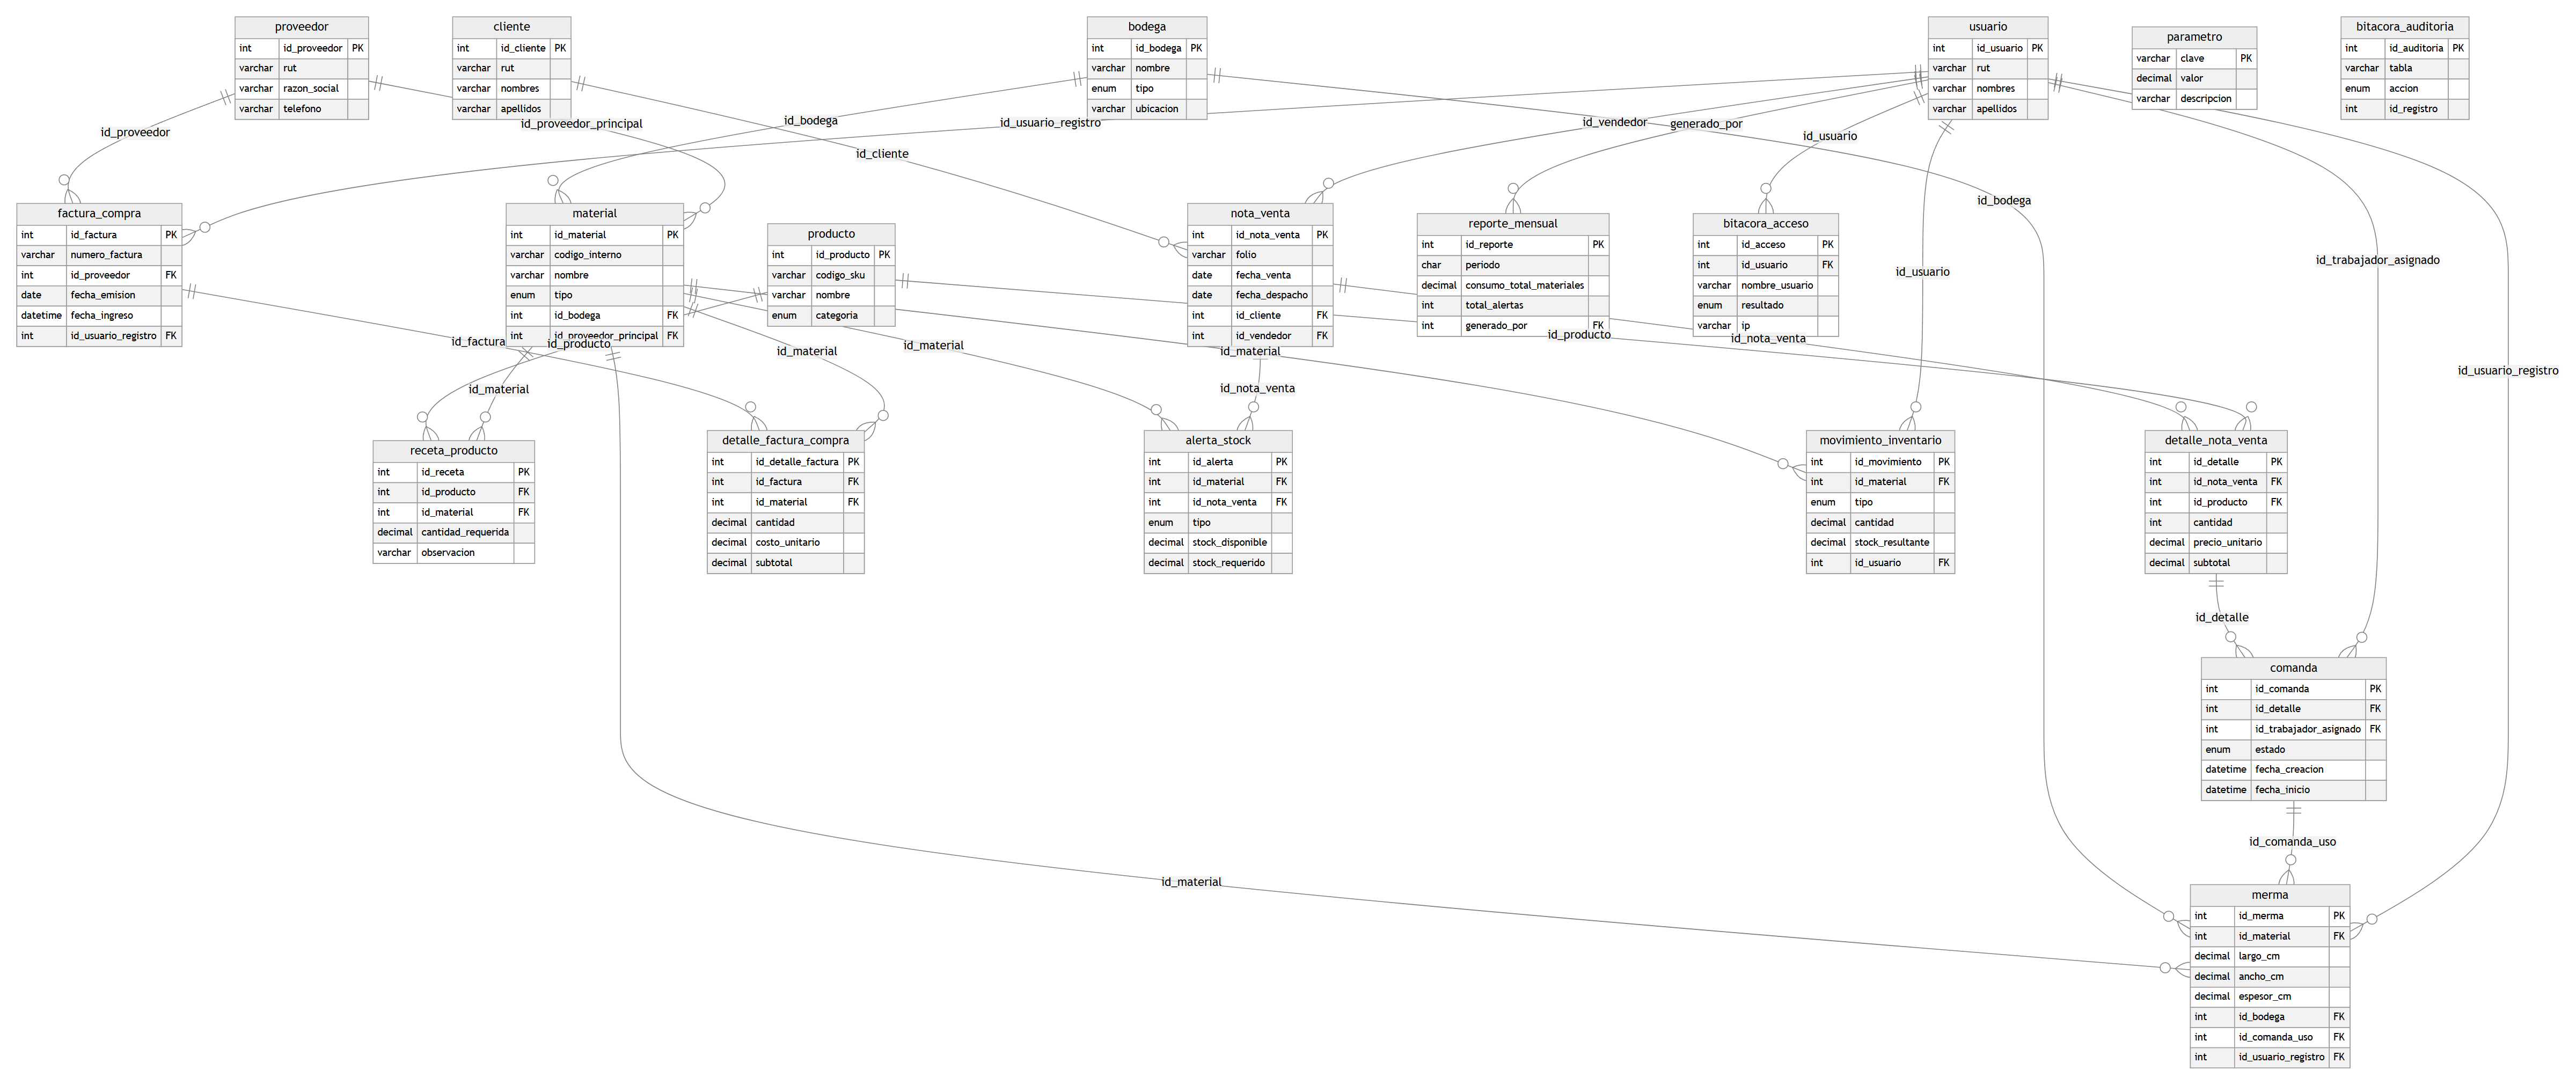 proveedor
int id_proveedor PK
varchar rut
varchar razon_social
varchar telefono
cliente
int id_cliente PK
varchar rut
varchar nombres
varchar apellidos
bodega
int id_bodega PK
varchar nombre
enum tipo
varchar ubicacion
usuario
int id_usuario PK
varchar rut
varchar nombres
varchar apellidos
parametro
varchar clave PK
decimal valor
varchar descripcion
bitacora_auditoria
int id_auditoria PK
varchar tabla
enum accion
int id_registro
id_proveedor
id_proveedor_principal
id_bodega
id_cliente
id_usuario_registro
id_vendedor
generado_por
id_usuario
id_bodega
id_usuario
id_trabajador_asignado
id_usuario_registro
factura_compra
int id_factura PK
varchar numero_factura
int id_proveedor FK
date fecha_emision
datetime fecha_ingreso
int id_usuario_registro FK
material
int id_material PK
varchar codigo_interno
varchar nombre
enum tipo
int id_bodega FK
int id_proveedor_principal FK
producto
int id_producto PK
varchar codigo_sku
varchar nombre
enum categoria
nota_venta
int id_nota_venta PK
varchar folio
date fecha_venta
date fecha_despacho
int id_cliente FK
int id_vendedor FK
reporte_mensual
int id_reporte PK
char periodo
decimal consumo_total_materiales
int total_alertas
int generado_por FK
bitacora_acceso
int id_acceso PK
int id_usuario FK
varchar nombre_usuario
enum resultado
varchar ip
id_factura
id_producto
id_material
id_material
id_material
id_material
id_nota_venta
id_producto
id_nota_venta
receta_producto
int id_receta PK
int id_producto FK
int id_material FK
decimal cantidad_requerida
varchar observacion
detalle_factura_compra
int id_detalle_factura PK
int id_factura FK
int id_material FK
decimal cantidad
decimal costo_unitario
decimal subtotal
alerta_stock
int id_alerta PK
int id_material FK
int id_nota_venta FK
enum tipo
decimal stock_disponible
decimal stock_requerido
movimiento_inventario
int id_movimiento PK
int id_material FK
enum tipo
decimal cantidad
decimal stock_resultante
int id_usuario FK
detalle_nota_venta
int id_detalle PK
int id_nota_venta FK
int id_producto FK
int cantidad
decimal precio_unitario
decimal subtotal
id_detalle
comanda
int id_comanda PK
int id_detalle FK
int id_trabajador_asignado FK
enum estado
datetime fecha_creacion
datetime fecha_inicio
id_comanda_uso
id_material
merma
int id_merma PK
int id_material FK
decimal largo_cm
decimal ancho_cm
decimal espesor_cm
int id_bodega FK
int id_comanda_uso FK
int id_usuario_registro FK